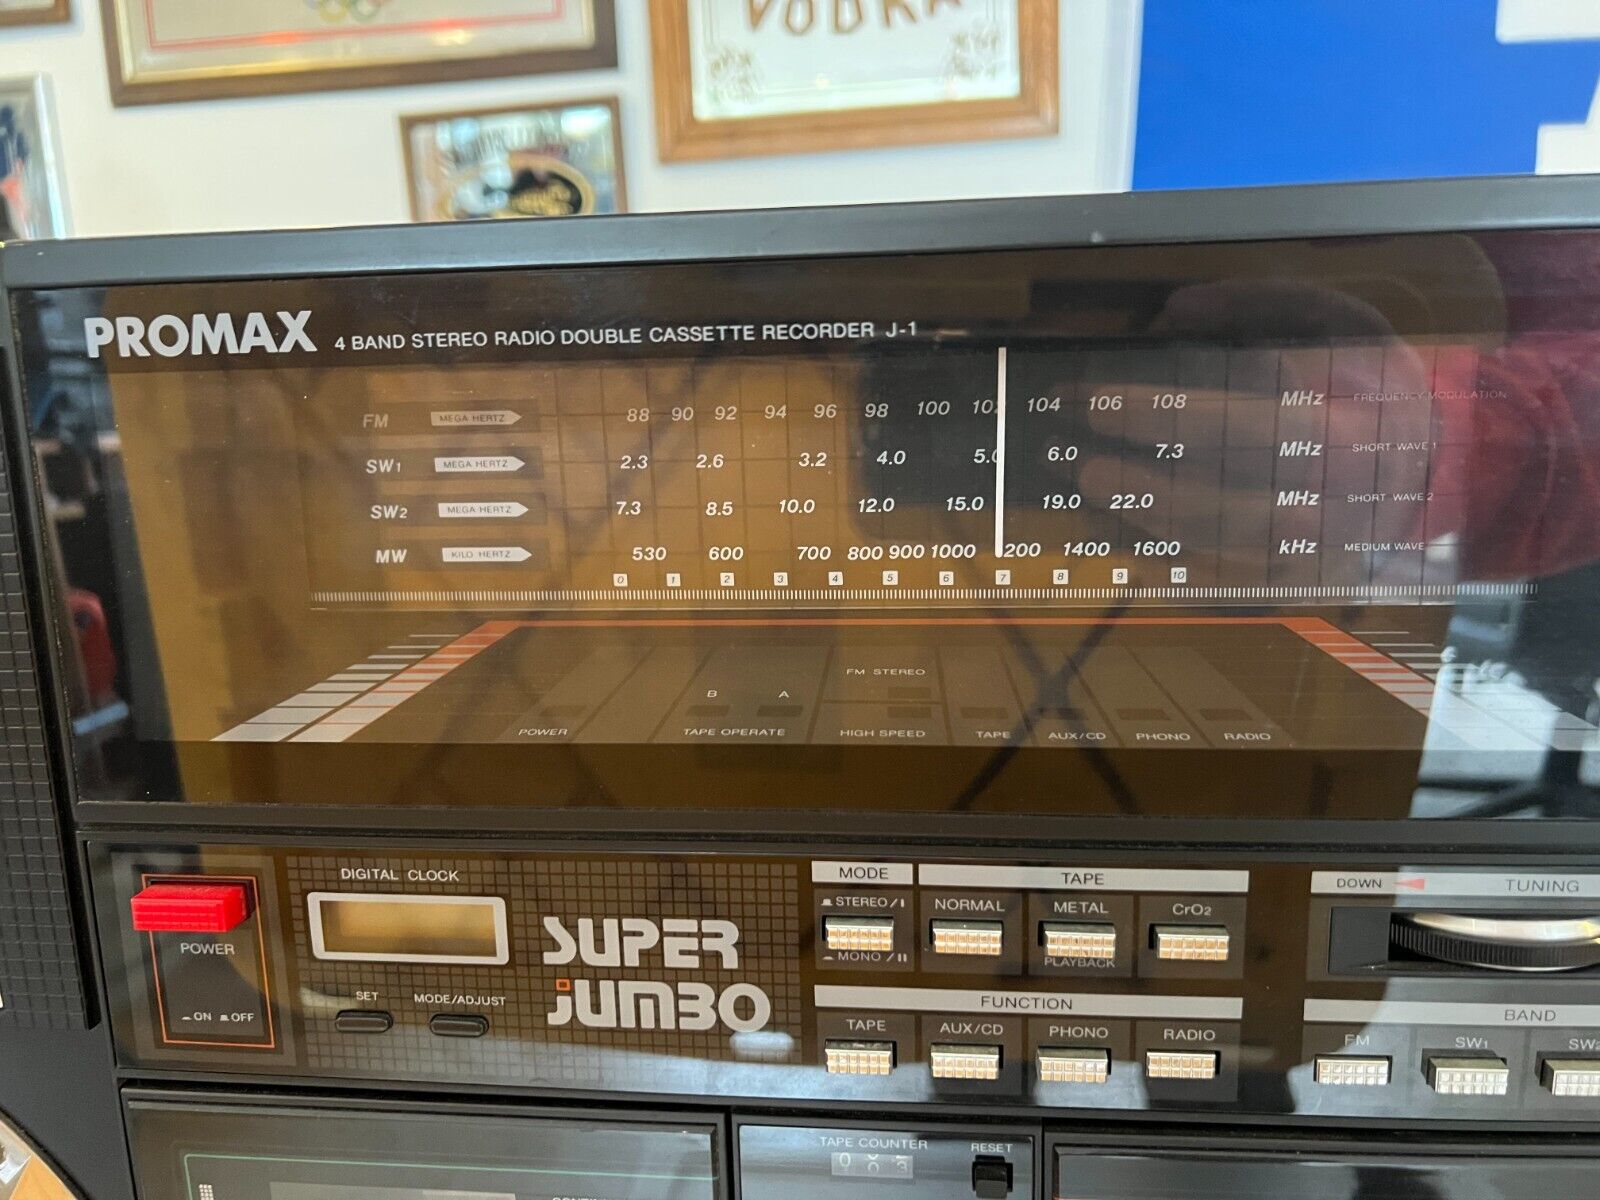 VODKA
PROMAX 4 BAND STEREO RADIO DOUBLE CASSETTE RECORDER J-1
FM MEGA HERTZ 88 90 92 94 96 98 100 10 104 106 108 MHz FREQUENCY MODULATION
SW1 MEGA HERTZ 2.3 2.6 3.2 4.0 5.0 6.0 7.3 MHz SHORT WAVE 1
SW2 MEGA HERTZ 7.3 8.5 10.0 12.0 15.0 19.0 22.0 MHz SHORT WAVE 2
MW KILO HERTZ 530 600 700 800 900 1000 200 1400 1600 kHz MEDIUM WAVE
0 1 2 3 4 5 6 7 8 9 10
FM STEREO
B A
POWER TAPE OPERATE HIGH SPEED TAPE AUX/CD PHONO RADIO
DIGITAL CLOCK
MODE TAPE
DOWN TUNING
STEREO/I NORMAL METAL CrO2
POWER
SUPER
MONO/II PLAYBACK
JUMBO
SET MODE/ADJUST
ON OFF
FUNCTION
BAND
TAPE AUX/CD PHONO RADIO
FM SW1 SW2
TAPE COUNTER RESET